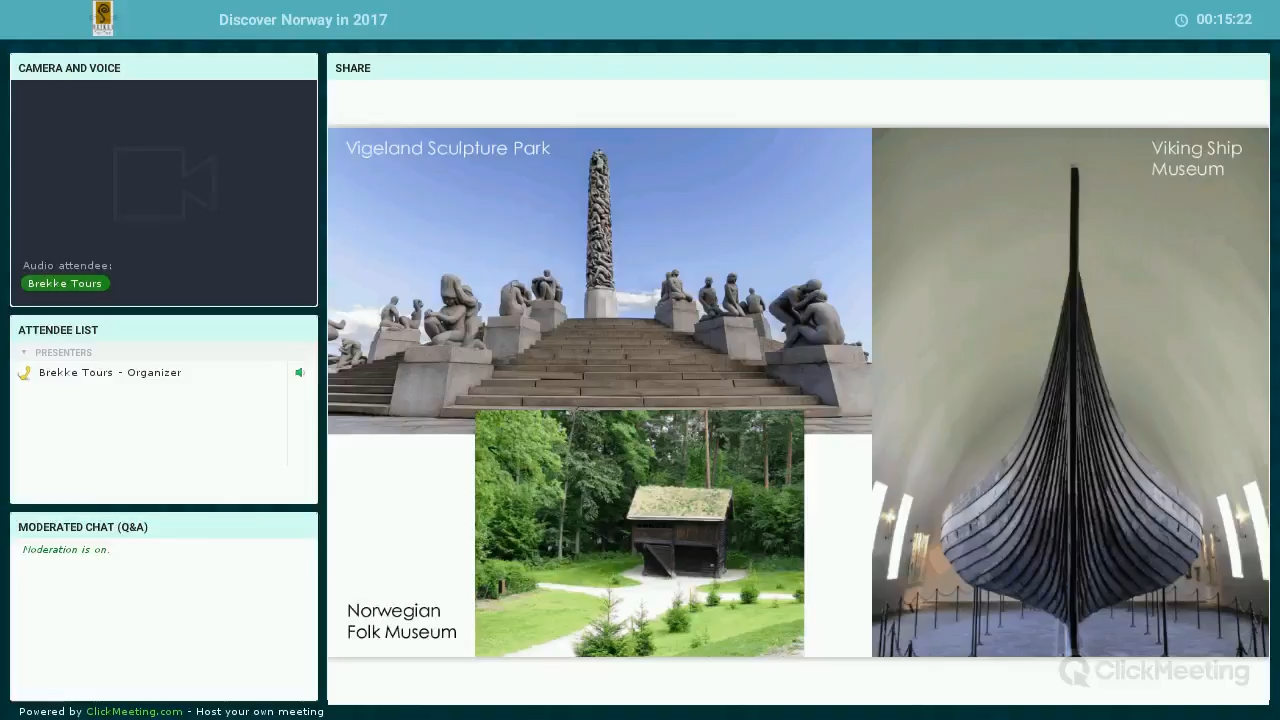 Discover Norway in 2017
00:15:22
CAMERA AND VOICE
Audio attendee:
Brekke Tours
ATTENDEE LIST
PRESENTERS
Brekke Tours - Organizer
MODERATED CHAT (Q&A)
Moderation is on.
SHARE
Vigeland Sculpture Park
Viking Ship
Museum
Norwegian
Folk Museum
ClickMeeting
Powered by ClickMeeting.com - Host your own meeting